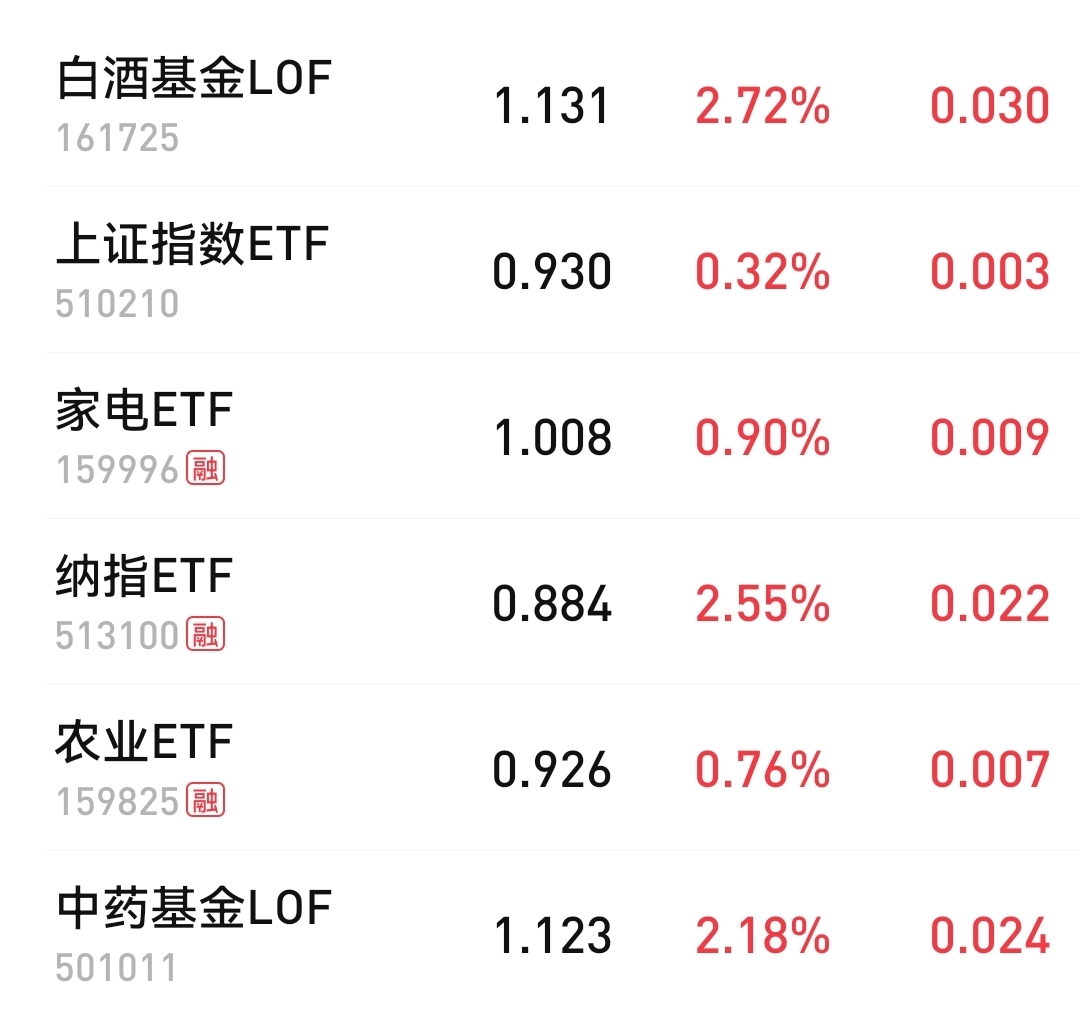 白酒基金LOF 1.131 2.72% 0.030
161725
上证指数ETF 0.930 0.32% 0.003
510210
家电ETF 1.008 0.90% 0.009
159996 融
纳指ETF 0.884 2.55% 0.022
513100 融
农业ETF 0.926 0.76% 0.007
159825 融
中药基金LOF 1.123 2.18% 0.024
501011